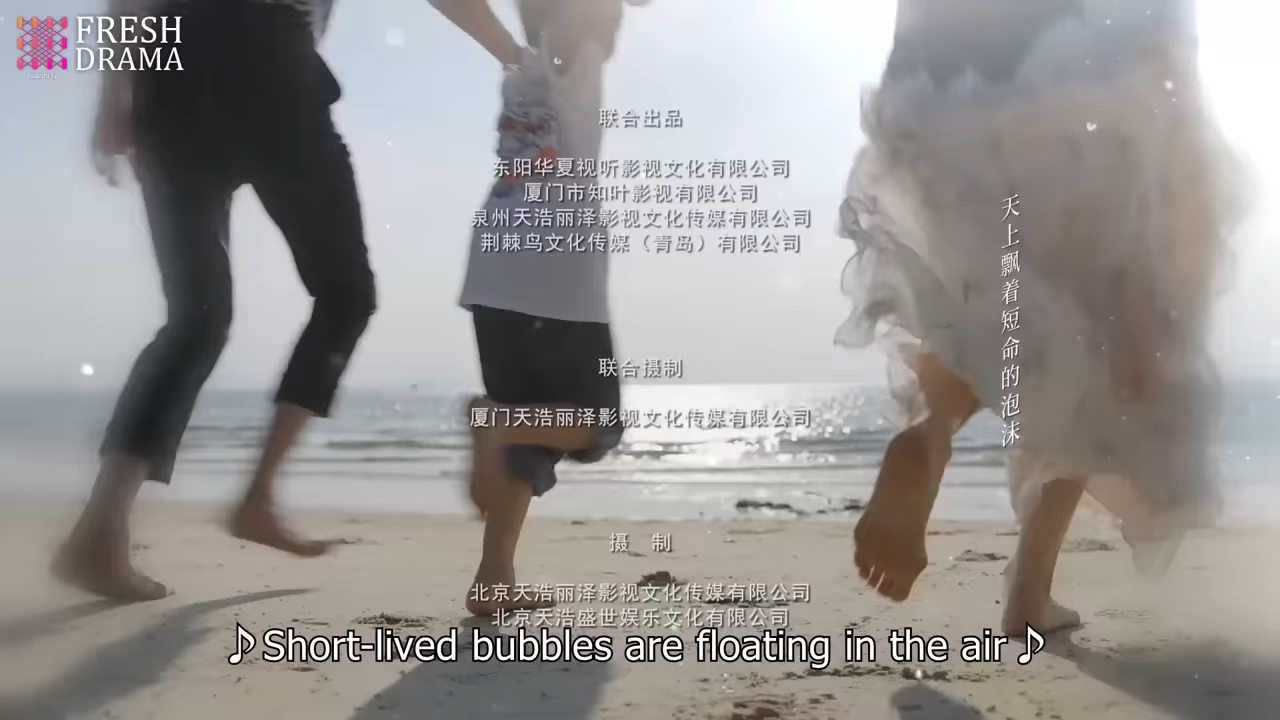 FRESH
DRAMA
联合出品
东阳华夏视听影视文化有限公司
厦门市知叶影视有限公司
泉州天浩丽泽影视文化传媒有限公司
荆棘鸟文化传媒（青岛）有限公司
天上飘着短命的泡沫
联合摄制
厦门天浩丽泽影视文化传媒有限公司
摄 制
北京天浩丽泽影视文化传媒有限公司
北京天浩盛世娱乐文化有限公司
♪Short-lived bubbles are floating in the air♪